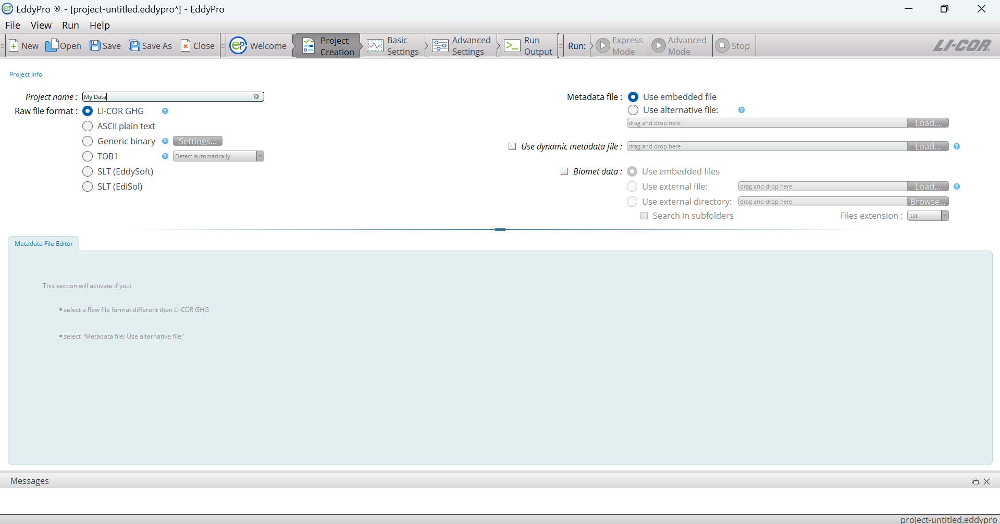 EddyPro ® - [project-untitled.eddypro*] - EddyPro
File View Run Help
New Open Save Save As Close Welcome Project Creation Basic Settings Advanced Settings Run Output Run: Express Mode Advanced Mode Stop LI-COR
Project Info
Project name : My Data
Raw file format : LI-COR GHG ?
ASCII plain text
Generic binary ? Settings...
TOB1 ? Detect automatically
SLT (EddySoft)
SLT (EdiSol)
Metadata file : Use embedded file
Use alternative file: ?
drag and drop here Load...
Use dynamic metadata file : drag and drop here Load... ?
Biomet data : Use embedded files
Use external file: drag and drop here Load... ?
Use external directory: drag and drop here Browse...
Search in subfolders Files extension : txt
Metadata File Editor
This section will activate if you:
• select a Raw file format different than LI-COR GHG
• select "Metadata file: Use alternative file"
Messages
project-untitled.eddypro